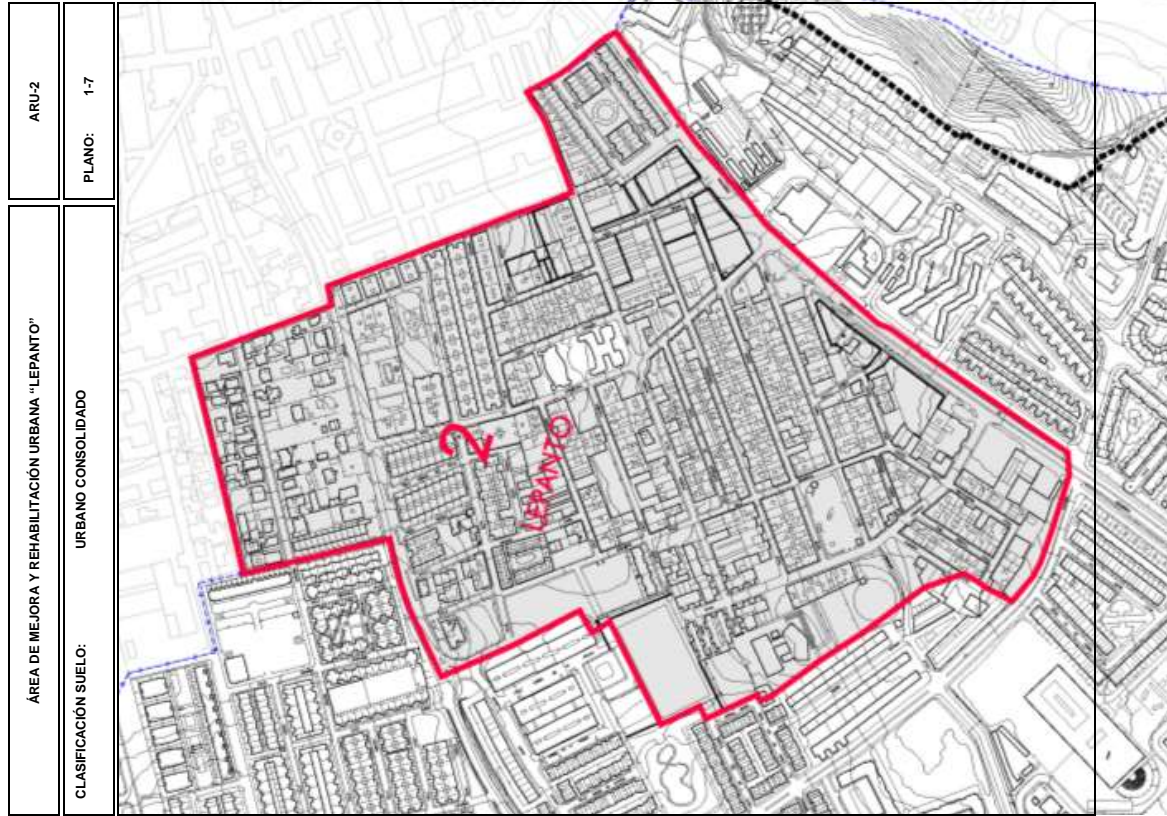 ÁREA DE MEJORA Y REHABILITACIÓN URBANA “LEPANTO”
ARU-2
CLASIFICACIÓN SUELO:
URBANO CONSOLIDADO
PLANO:
1-7
2
LEPANTO